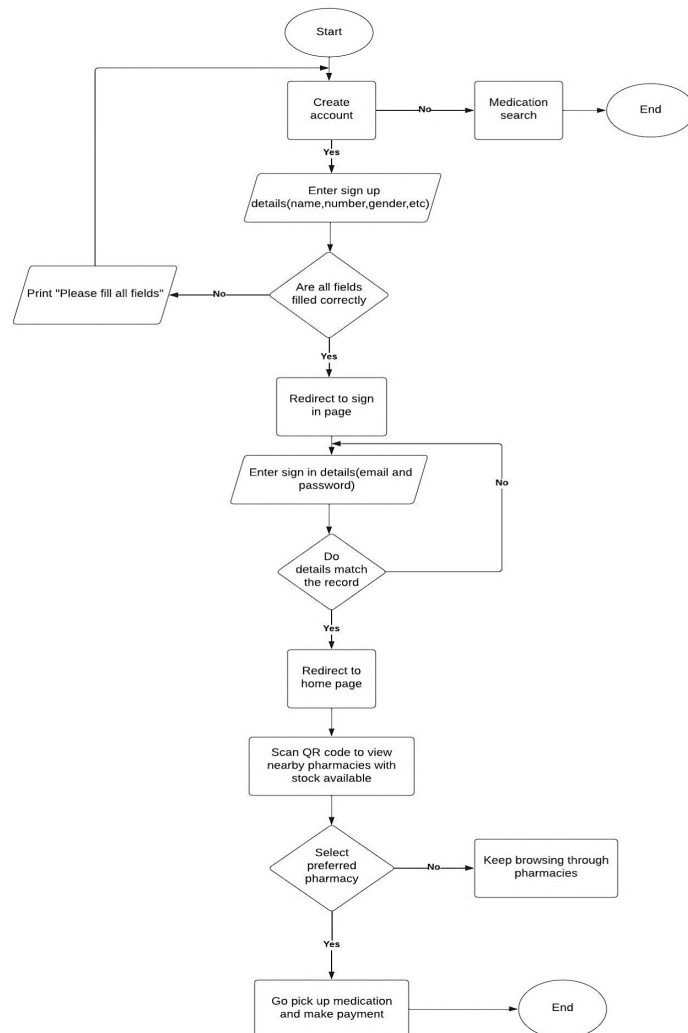 Start
Create
account
No
Medication
search
End
Yes
Enter sign up
details(name,number,gender,etc)
Are all fields
filled correctly
No
Print "Please fill all fields"
Yes
Redirect to sign
in page
Enter sign in details(email and
password)
No
Do
details match
the record
Yes
Redirect to
home page
Scan QR code to view
nearby pharmacies with
stock available
Select
preferred
pharmacy
No
Keep browsing through
pharmacies
Yes
Go pick up medication
and make payment
End